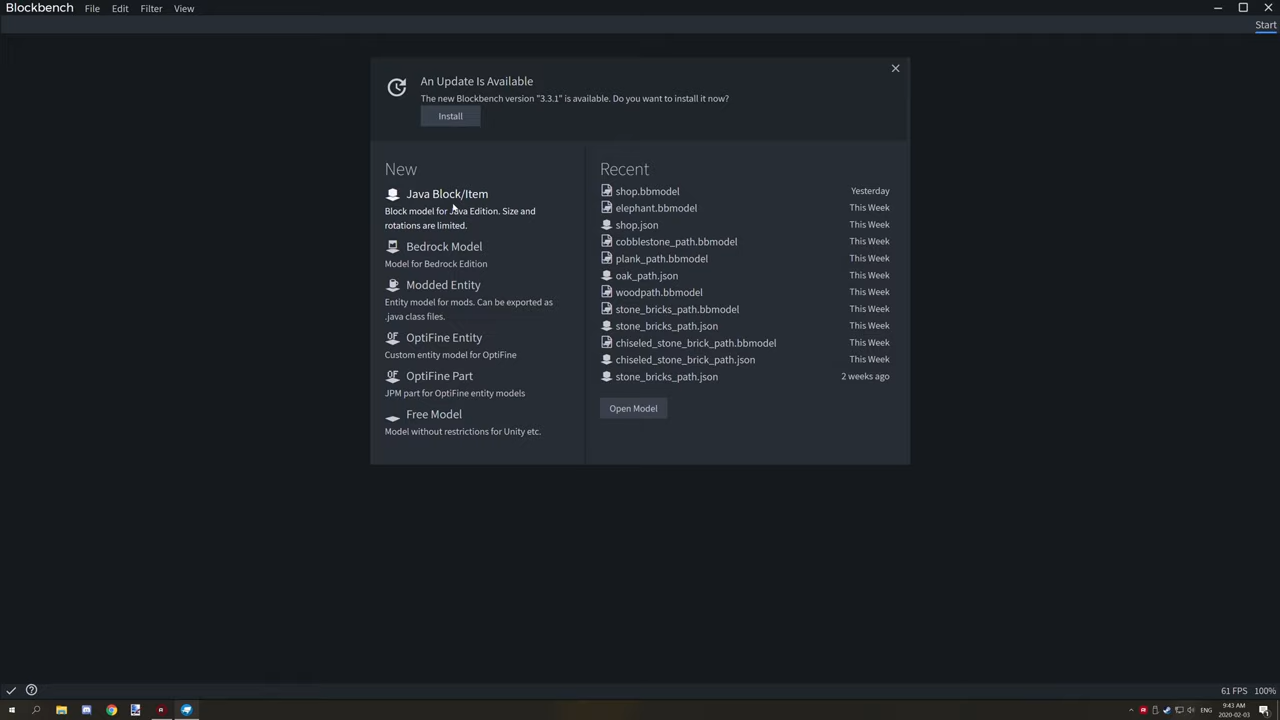 Blockbench File Edit Filter View
Start
An Update Is Available
The new Blockbench version "3.3.1" is available. Do you want to install it now?
Install
New
Java Block/Item
Block model for Java Edition. Size and
rotations are limited.
Bedrock Model
Model for Bedrock Edition
Modded Entity
Entity model for mods. Can be exported as
.java class files.
OptiFine Entity
Custom entity model for OptiFine
OptiFine Part
JPM part for OptiFine entity models
Free Model
Model without restrictions for Unity etc.
Recent
shop.bbmodel Yesterday
elephant.bbmodel This Week
shop.json This Week
cobblestone_path.bbmodel This Week
plank_path.bbmodel This Week
oak_path.json This Week
woodpath.bbmodel This Week
stone_bricks_path.bbmodel This Week
stone_bricks_path.json This Week
chiseled_stone_brick_path.bbmodel This Week
chiseled_stone_brick_path.json This Week
stone_bricks_path.json 2 weeks ago
Open Model
61 FPS 100%
ENG
9:43 AM
2020-02-03